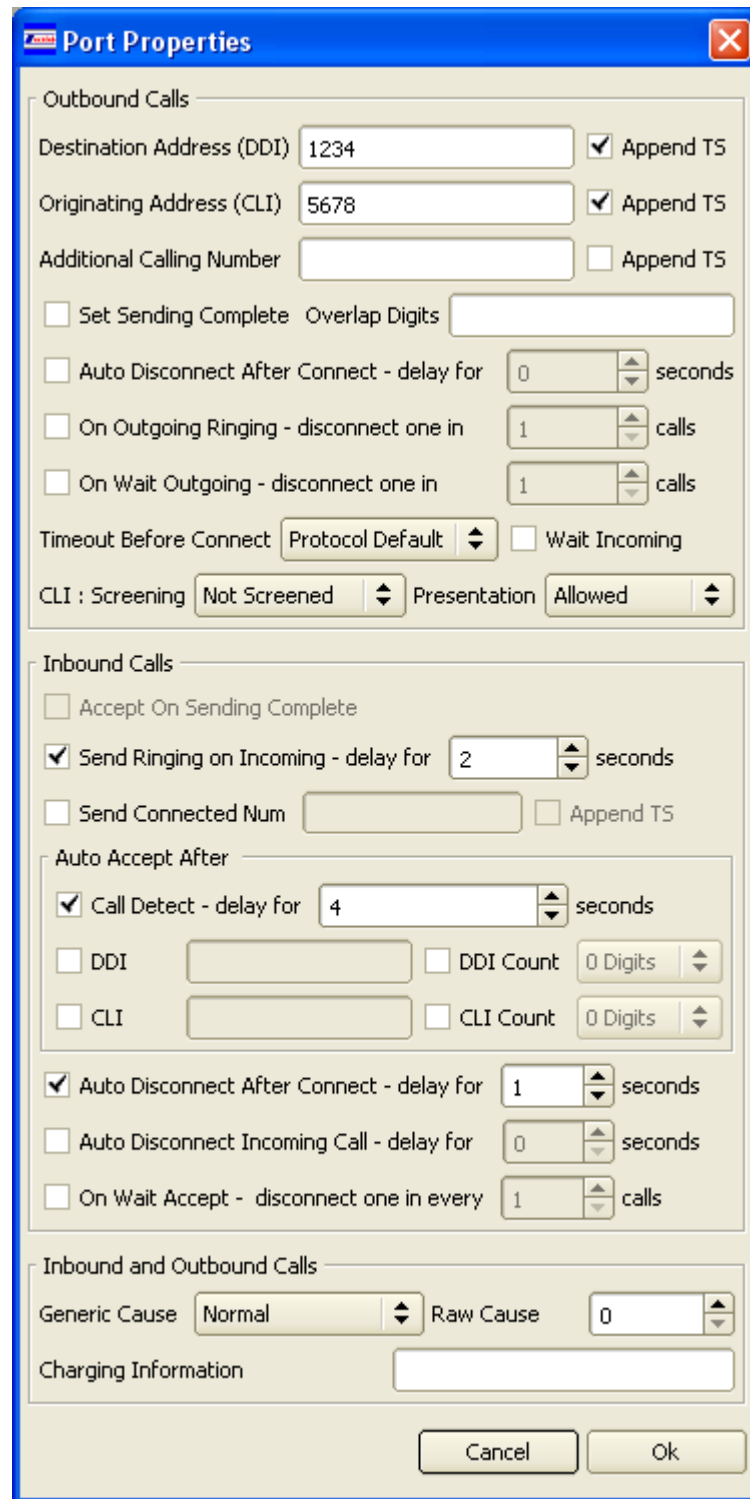 Port Properties
Outbound Calls
Destination Address (DDI) 1234 Append TS
Originating Address (CLI) 5678 Append TS
Additional Calling Number Append TS
Set Sending Complete Overlap Digits
Auto Disconnect After Connect - delay for 0 seconds
On Outgoing Ringing - disconnect one in 1 calls
On Wait Outgoing - disconnect one in 1 calls
Timeout Before Connect Protocol Default Wait Incoming
CLI : Screening Not Screened Presentation Allowed
Inbound Calls
Accept On Sending Complete
Send Ringing on Incoming - delay for 2 seconds
Send Connected Num Append TS
Auto Accept After
Call Detect - delay for 4 seconds
DDI DDI Count 0 Digits
CLI CLI Count 0 Digits
Auto Disconnect After Connect - delay for 1 seconds
Auto Disconnect Incoming Call - delay for 0 seconds
On Wait Accept - disconnect one in every 1 calls
Inbound and Outbound Calls
Generic Cause Normal Raw Cause 0
Charging Information
Cancel Ok